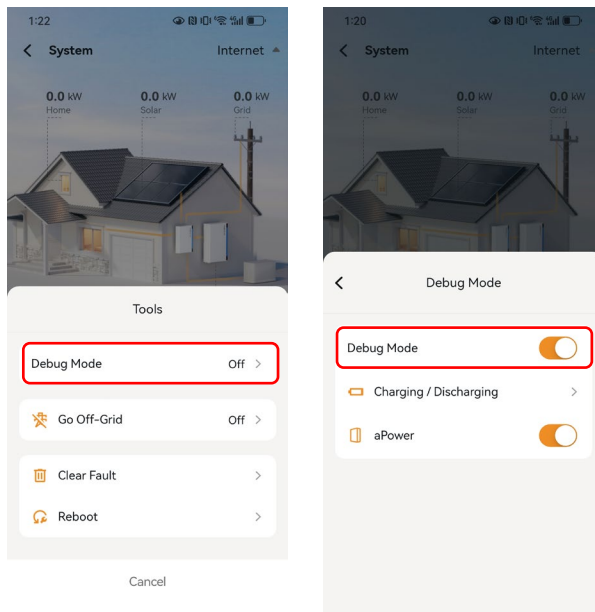 1:22
System
Internet
0.0 kW
0.0 kW
0.0 kW
Home
Solar
Grid
Tools
Debug Mode
Off
Go Off-Grid
Off
Clear Fault
Reboot
Cancel
1:20
System
Internet
0.0 kW
0.0 kW
0.0 kW
Home
Solar
Grid
Debug Mode
Debug Mode
Charging / Discharging
aPower